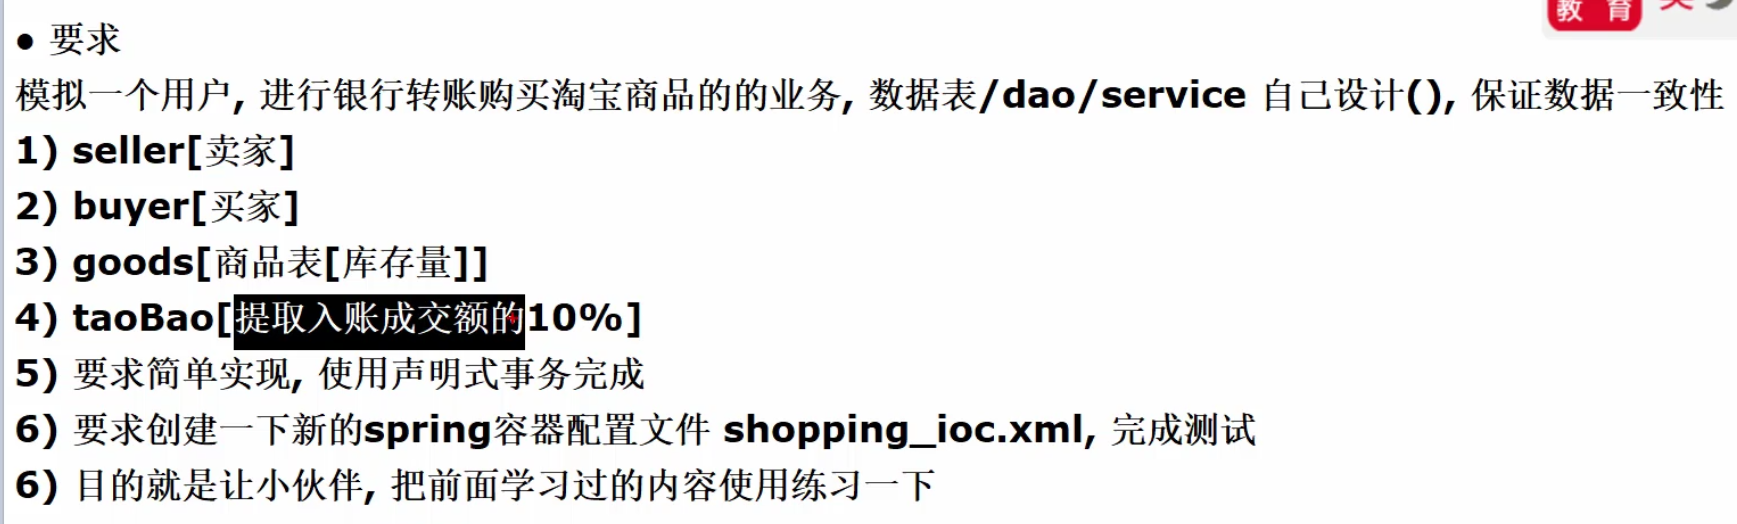 教 育
● 要求
模拟一个用户, 进行银行转账购买淘宝商品的的业务, 数据表/dao/service 自己设计(), 保证数据一致性
1) seller[卖家]
2) buyer[买家]
3) goods[商品表[库存量]]
4) taoBao[提取入账成交额的10%]
5) 要求简单实现, 使用声明式事务完成
6) 要求创建一下新的spring容器配置文件 shopping_ioc.xml, 完成测试
6) 目的就是让小伙伴, 把前面学习过的内容使用练习一下